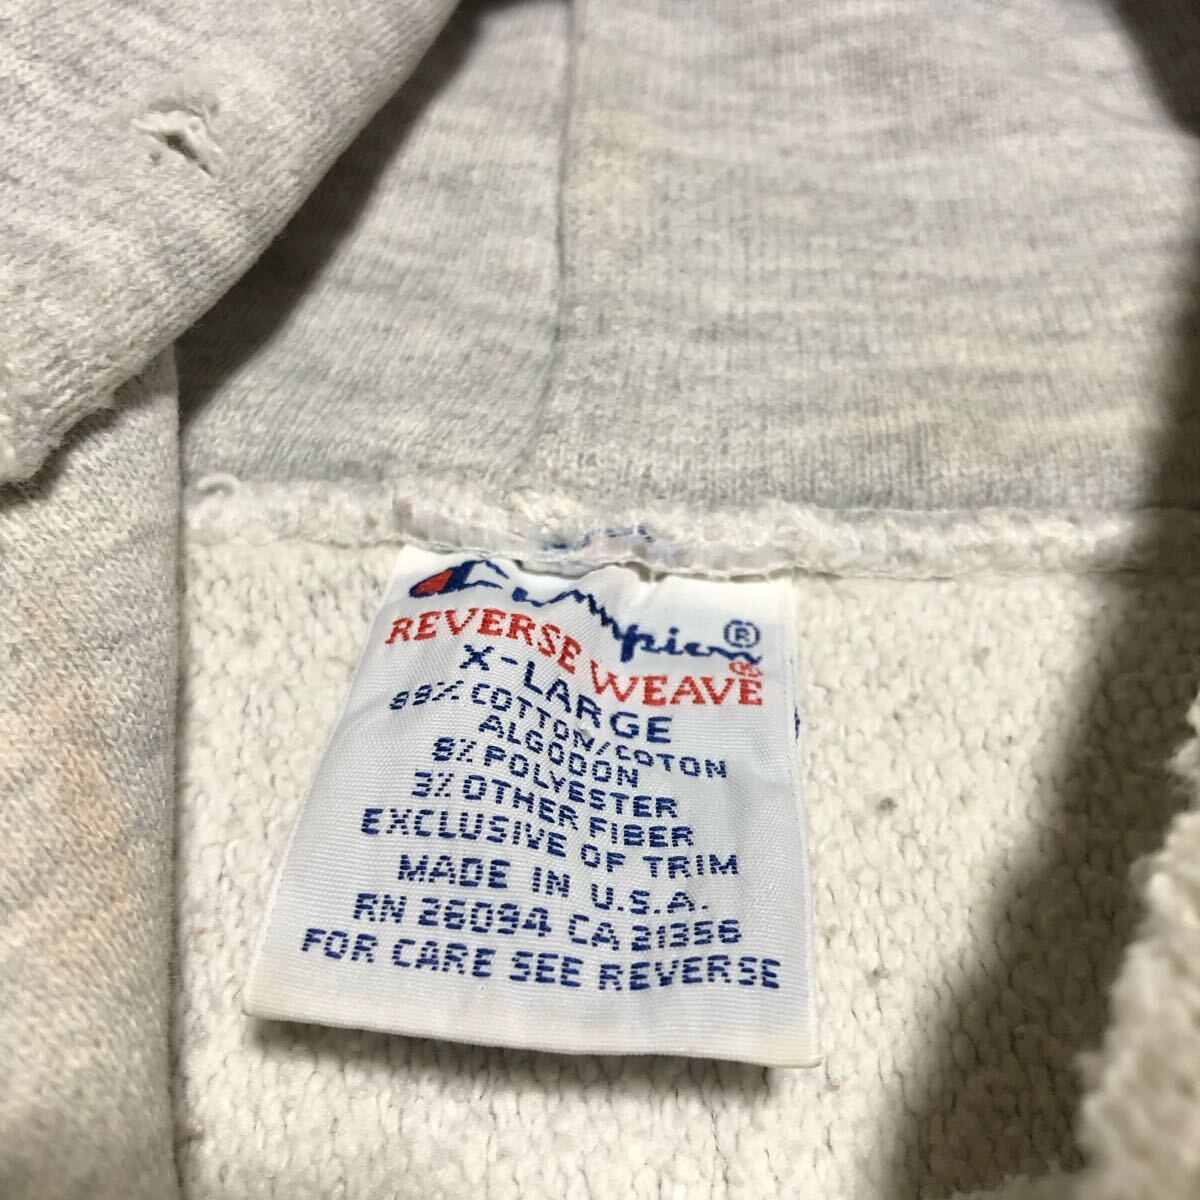 Champion®
REVERSE WEAVE®
X-LARGE
89% COTTON/COTON
ALGODON
8% POLYESTER
3% OTHER FIBER
EXCLUSIVE OF TRIM
MADE IN U.S.A.
RN 26094 CA 21356
FOR CARE SEE REVERSE